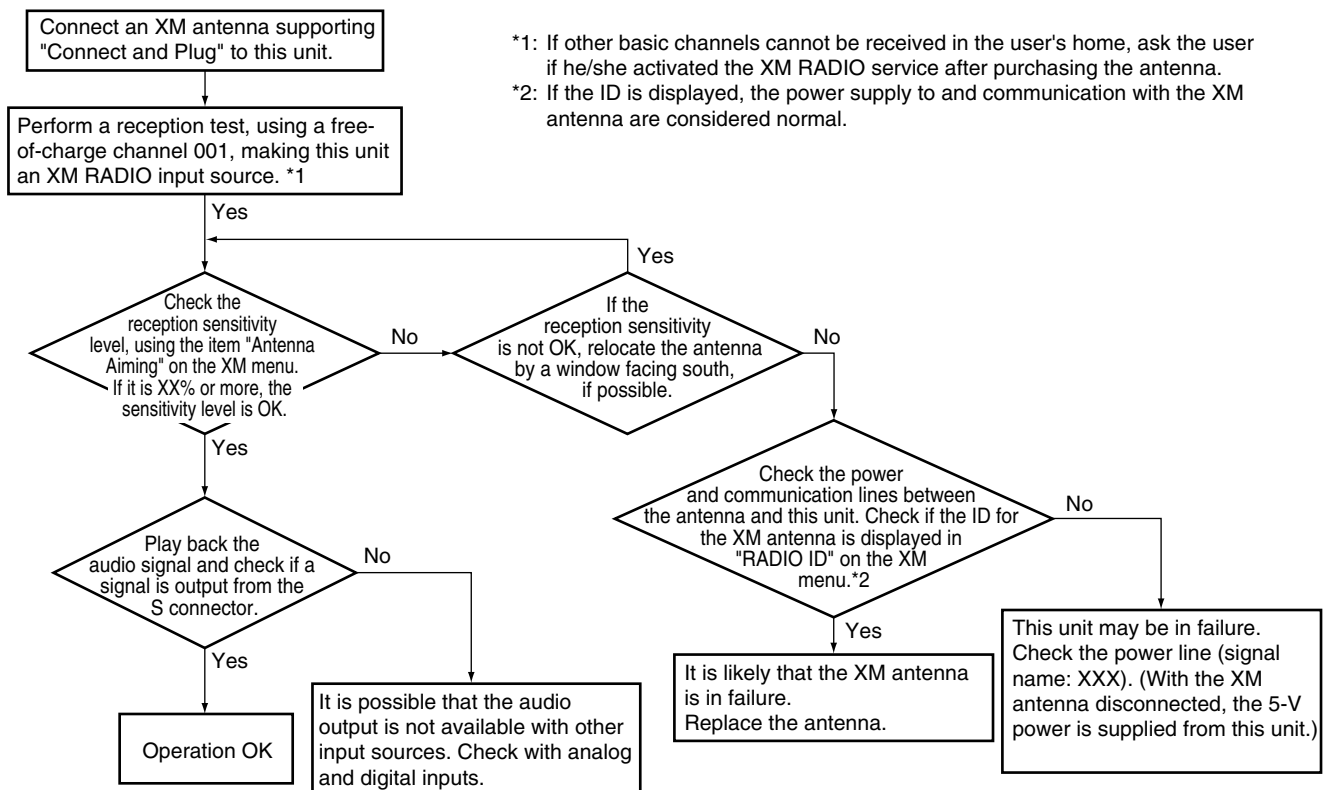 Connect an XM antenna supporting
"Connect and Plug" to this unit.
*1: If other basic channels cannot be received in the user's home, ask the user
if he/she activated the XM RADIO service after purchasing the antenna.
*2: If the ID is displayed, the power supply to and communication with the XM
antenna are considered normal.
Perform a reception test, using a free-
of-charge channel 001, making this unit
an XM RADIO input source. *1
Yes
Yes
Check the
reception sensitivity
level, using the item "Antenna
Aiming" on the XM menu.
If it is XX% or more, the
sensitivity level is OK.
No
If the
reception sensitivity
is not OK, relocate the antenna
by a window facing south,
if possible.
No
Yes
Check the power
and communication lines between
the antenna and this unit. Check if the ID for
the XM antenna is displayed in
"RADIO ID" on the XM
menu.*2
No
Play back the
audio signal and check if a
signal is output from the
S connector.
No
Yes
Yes
Operation OK
It is possible that the audio
output is not available with other
input sources. Check with analog
and digital inputs.
It is likely that the XM antenna
is in failure.
Replace the antenna.
This unit may be in failure.
Check the power line (signal
name: XXX). (With the XM
antenna disconnected, the 5-V
power is supplied from this unit.)